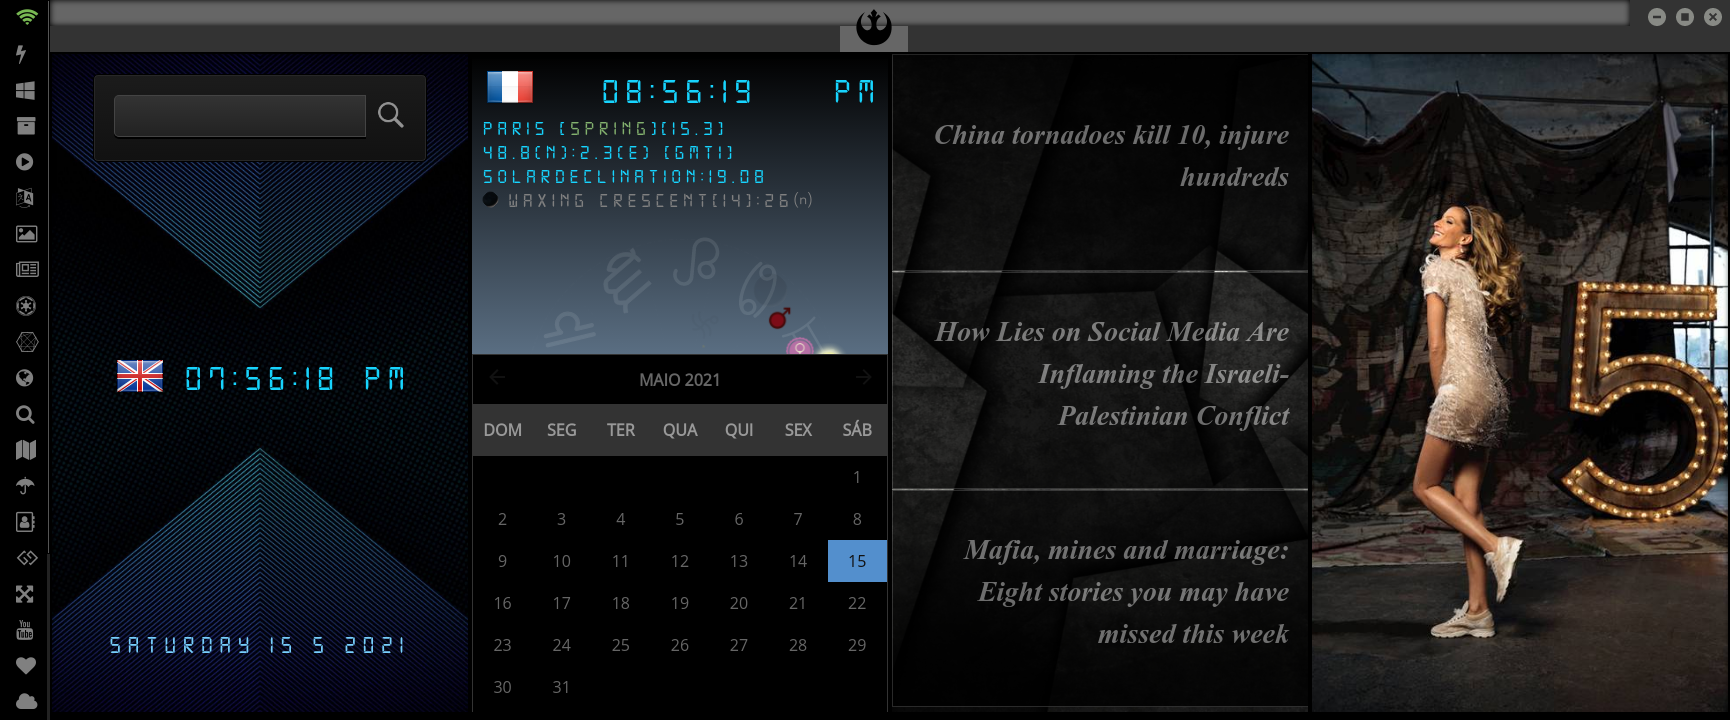 07:56:18 PM
SATURDAY 15 5 2021
08:56:19 PM
PARIS [SPRING][15.3]
48.8[N]:2.3[E] [GMT1]
SOLARDECLINATION:19.08
WAXING CRESCENT[14]:26(n)
MAIO 2021
DOM SEG TER QUA QUI SEX SÁB
1
2 3 4 5 6 7 8
9 10 11 12 13 14 15
16 17 18 19 20 21 22
23 24 25 26 27 28 29
30 31
China tornadoes kill 10, injure
hundreds
How Lies on Social Media Are
Inflaming the Israeli-
Palestinian Conflict
Mafia, mines and marriage:
Eight stories you may have
missed this week
5
You
Tube